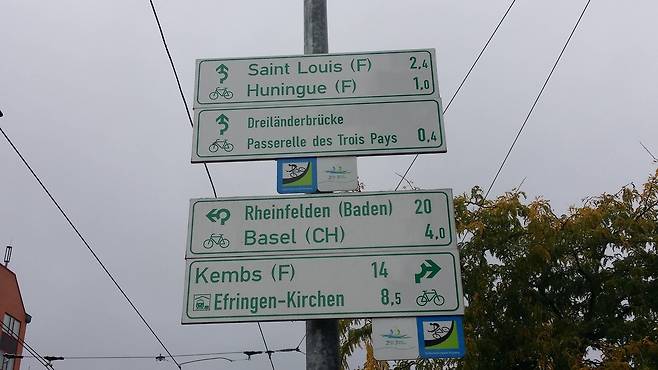 Saint Louis (F) 2,4
Huningue (F) 1,0
Dreiländerbrücke
Passerelle des Trois Pays 0,4
Rheinfelden (Baden) 20
Basel (CH) 4,0
Kembs (F) 14
Efringen-Kirchen 8,5